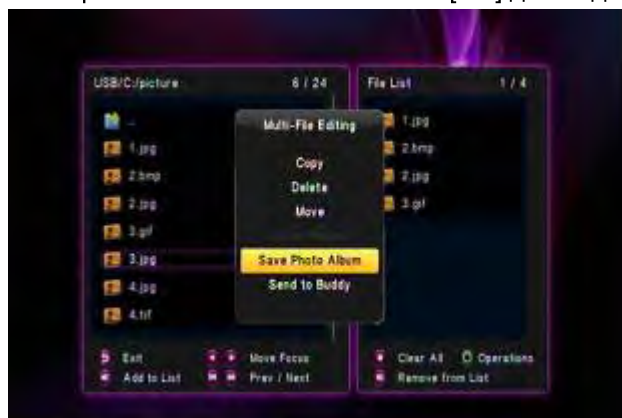 USB/C:/picture 6 / 24
..
1.jpg
2.bmp
2.jpg
3.gif
3.jpg
4.jpg
4.tif
Exit Move Focus
Add to List Prev / Next
Multi-File Editing
Copy
Delete
Move
Save Photo Album
Send to Buddy
File List 1 / 4
1.jpg
2.bmp
2.jpg
3.gif
Clear All Operations
Remove from List